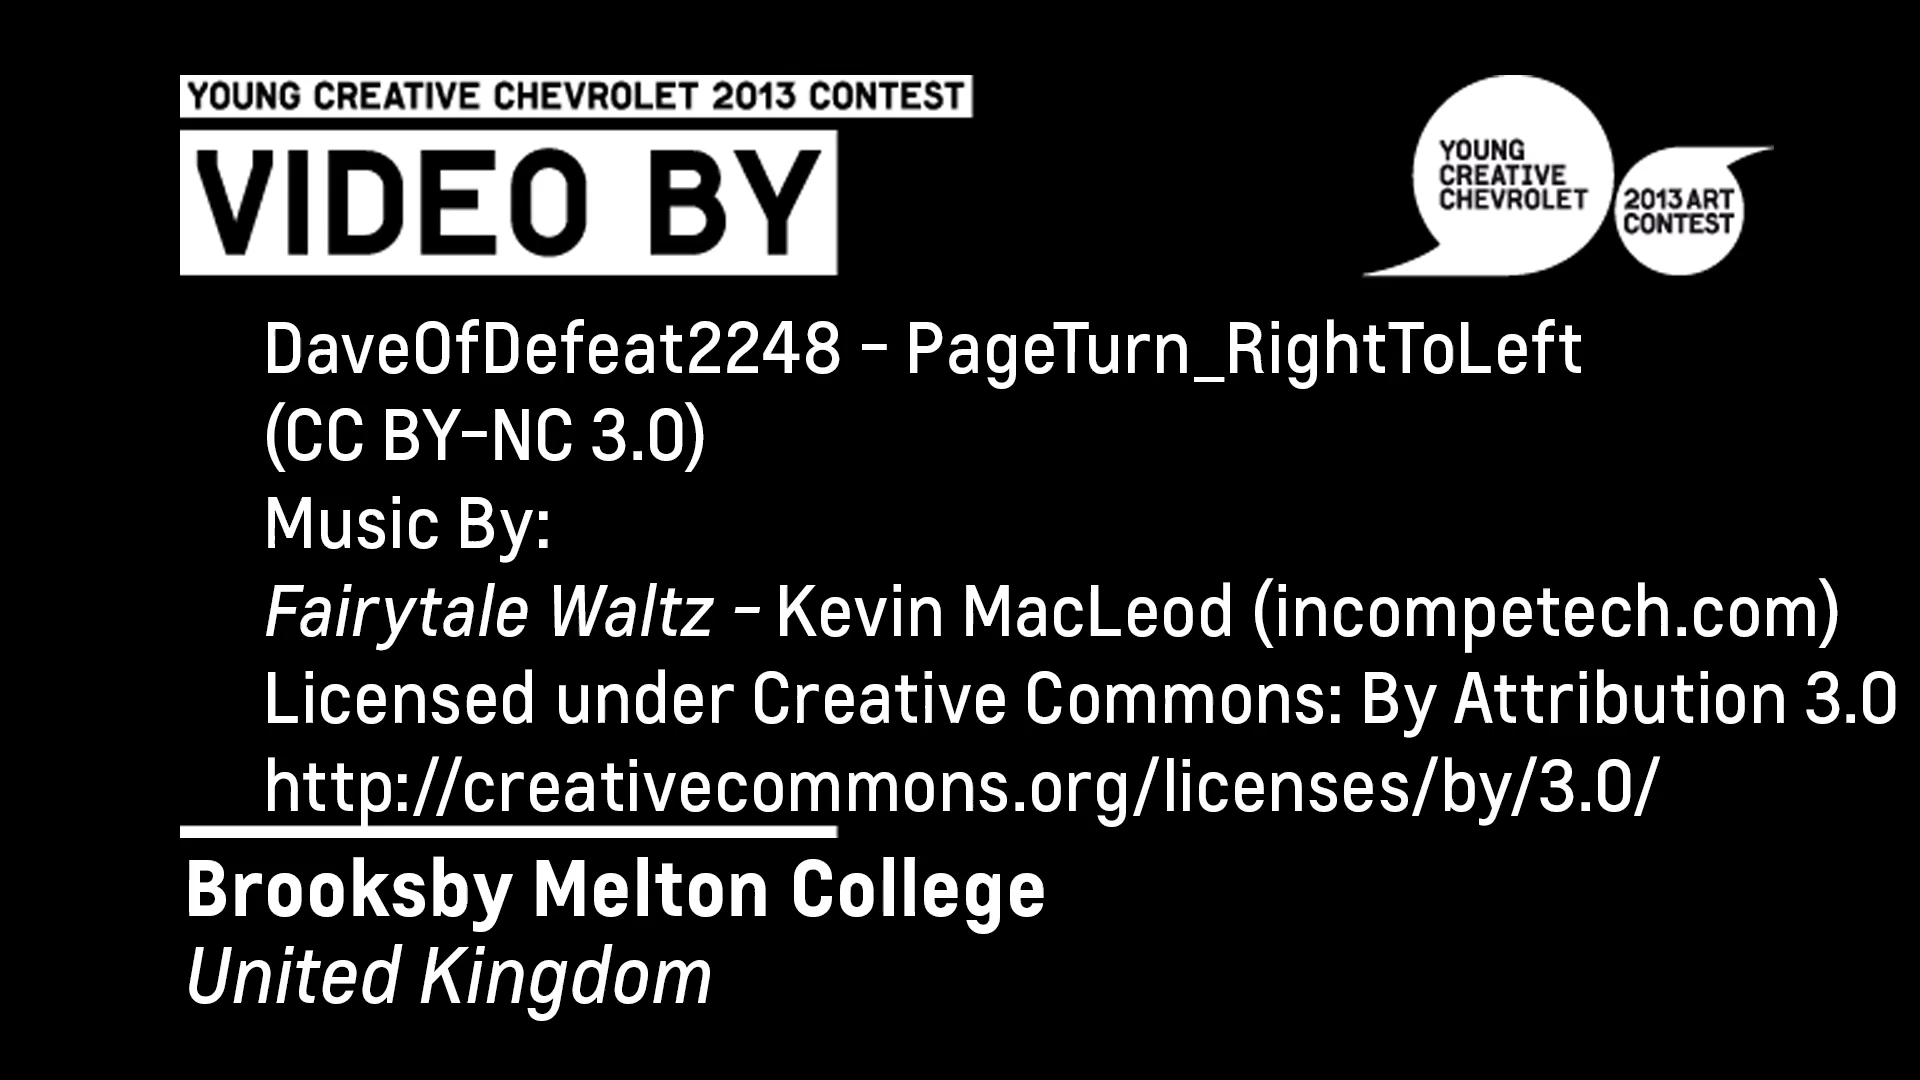 YOUNG CREATIVE CHEVROLET 2013 CONTEST
VIDEO BY
YOUNG
CREATIVE
CHEVROLET
2013 ART
CONTEST
DaveOfDefeat2248 - PageTurn_RightToLeft
(CC BY-NC 3.0)
Music By:
Fairytale Waltz - Kevin MacLeod (incompetech.com)
Licensed under Creative Commons: By Attribution 3.0
http://creativecommons.org/licenses/by/3.0/
Brooksby Melton College
United Kingdom